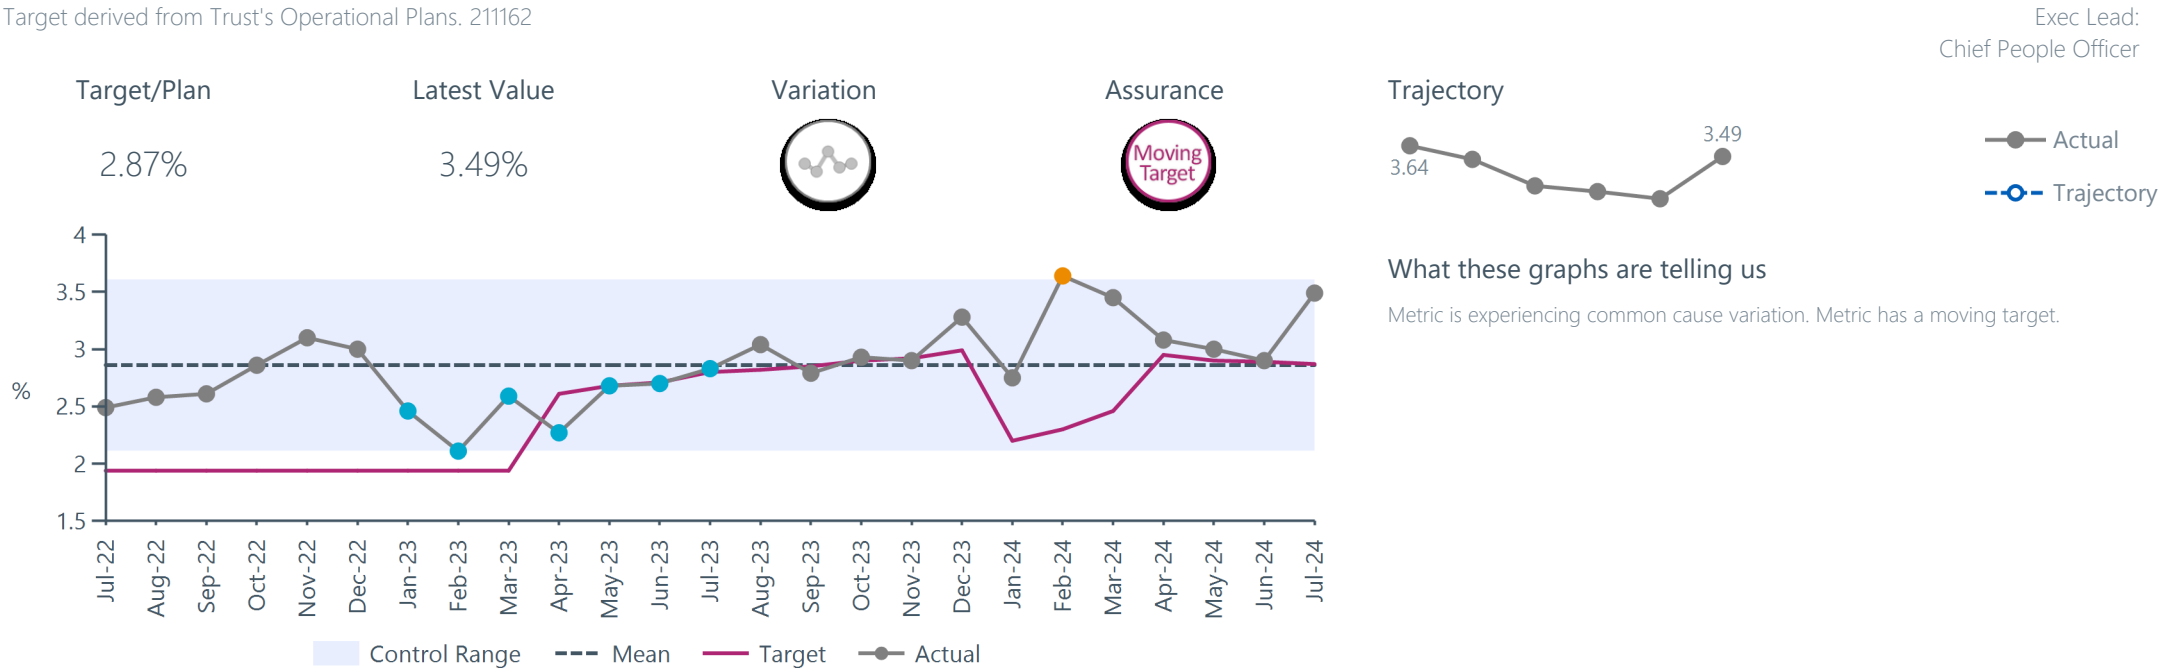 Target derived from Trust's Operational Plans. 211162
Exec Lead:
Chief People Officer
Target/Plan
Latest Value
Variation
Assurance
Trajectory
2.87%
3.49%
Moving
Target
3.64
3.49
Actual
Trajectory
What these graphs are telling us
Metric is experiencing common cause variation. Metric has a moving target.
4
3.5
3
%
2.5
2
1.5
Jul-22
Aug-22
Sep-22
Oct-22
Nov-22
Dec-22
Jan-23
Feb-23
Mar-23
Apr-23
May-23
Jun-23
Jul-23
Aug-23
Sep-23
Oct-23
Nov-23
Dec-23
Jan-24
Feb-24
Mar-24
Apr-24
May-24
Jun-24
Jul-24
Control Range
Mean
Target
Actual